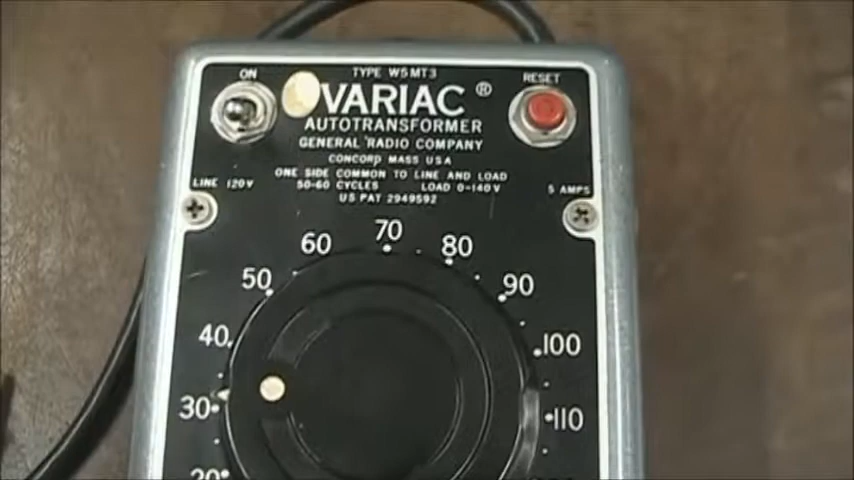 ON
TYPE W5MT3
RESET
VARIAC ®
AUTOTRANSFORMER
GENERAL RADIO COMPANY
CONCORD MASS USA
ONE SIDE COMMON TO LINE AND LOAD
LINE 120V
50-60 CYCLES LOAD 0-140V
5 AMPS
US PAT 2949592
70
60
80
50
90
40
100
30
110
20